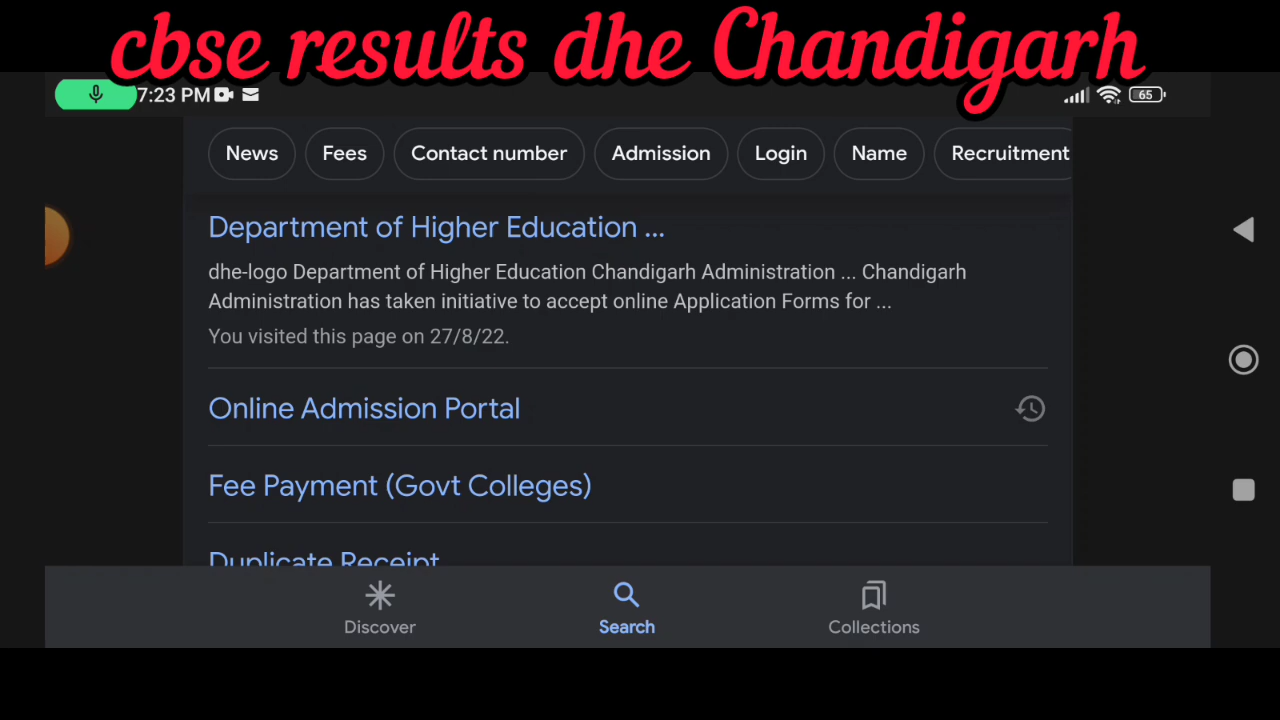 cbse results dhe Chandigarh
7:23 PM
65
News Fees Contact number Admission Login Name Recruitment
Department of Higher Education ...
dhe-logo Department of Higher Education Chandigarh Administration ... Chandigarh
Administration has taken initiative to accept online Application Forms for ...
You visited this page on 27/8/22.
Online Admission Portal
Fee Payment (Govt Colleges)
Duplicate Receipt
Discover Search Collections